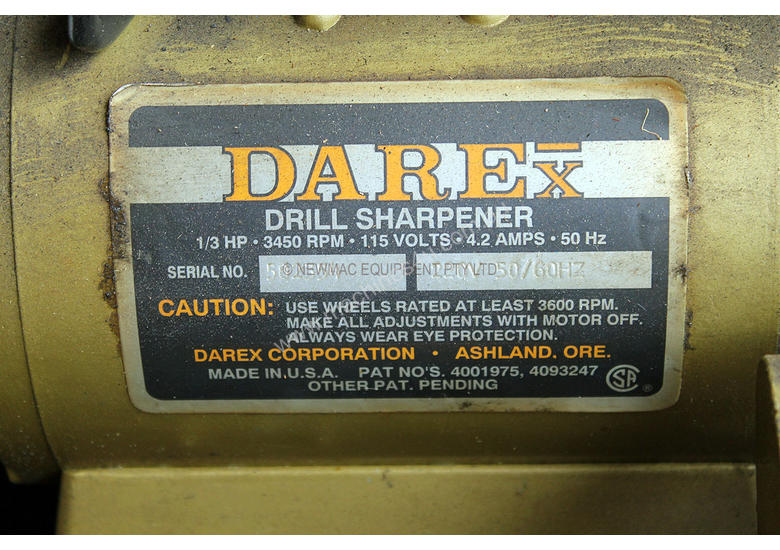 DAREX
DRILL SHARPENER
1/3 HP • 3450 RPM • 115 VOLTS • 4.2 AMPS • 50 Hz
SERIAL NO. 50/60HZ
© NEWMAC EQUIPMENT PTY LTD
CAUTION: USE WHEELS RATED AT LEAST 3600 RPM.
MAKE ALL ADJUSTMENTS WITH MOTOR OFF.
ALWAYS WEAR EYE PROTECTION.
DAREX CORPORATION • ASHLAND, ORE.
MADE IN U.S.A. PAT NO'S. 4001975, 4093247
OTHER PAT. PENDING
SA ®